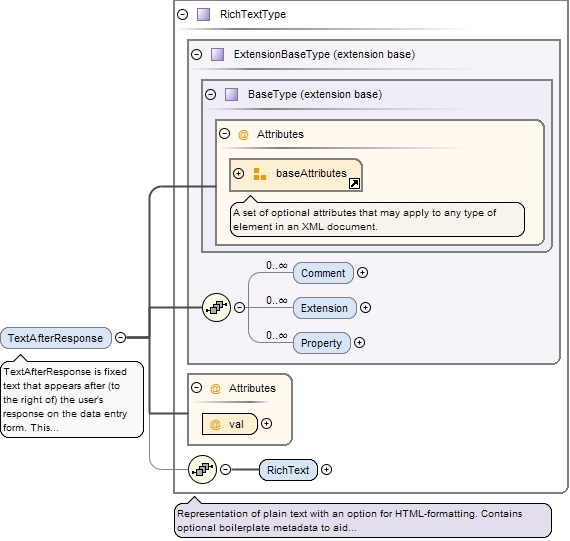 RichTextType
ExtensionBaseType (extension base)
BaseType (extension base)
@ Attributes
baseAttributes
A set of optional attributes that may apply to any type of
element in an XML document.
0..∞
Comment
0..∞
Extension
0..∞
Property
TextAfterResponse
TextAfterResponse is fixed
text that appears after (to
the right of) the user's
response on the data entry
form. This...
@ Attributes
@ val
RichText
Representation of plain text with an option for HTML-formatting. Contains
optional boilerplate metadata to aid...